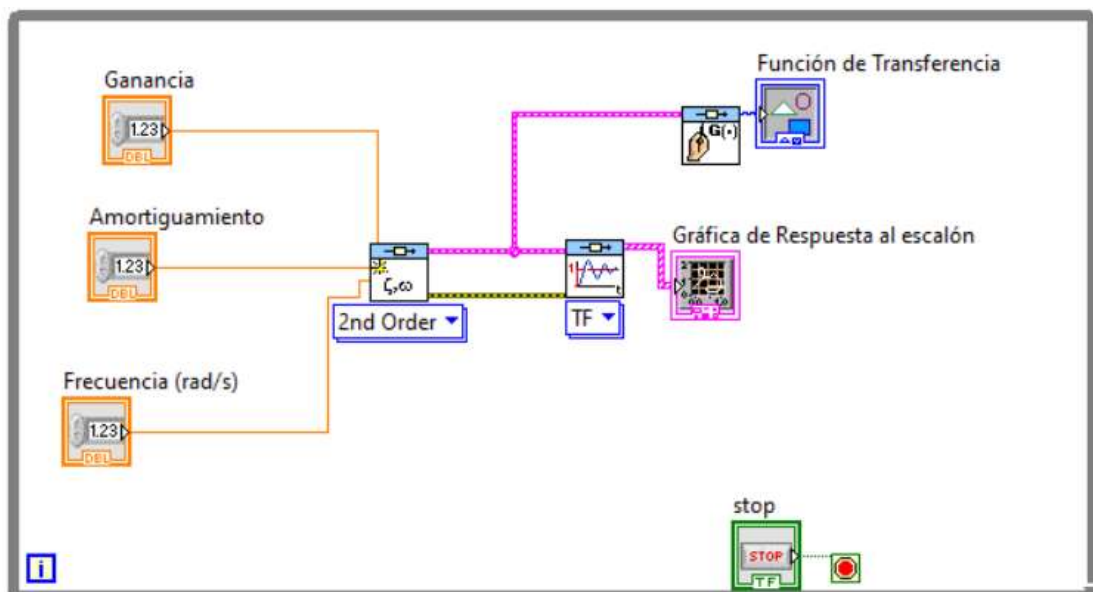 Función de Transferencia
Ganancia
1.23
DBL
G(·)
Amortiguamiento
1.23
DBL
Gráfica de Respuesta al escalón
ζ,ω
1
t
2nd Order
TF
Frecuencia (rad/s)
1.23
DBL
stop
STOP
TF
i